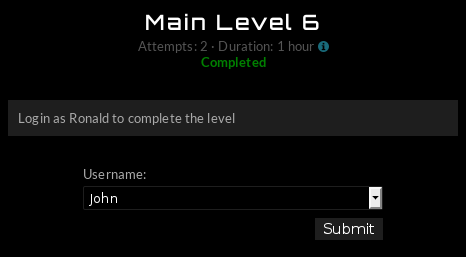 Main Level 6
Attempts: 2 · Duration: 1 hour
Completed
Login as Ronald to complete the level
Username:
John
Submit